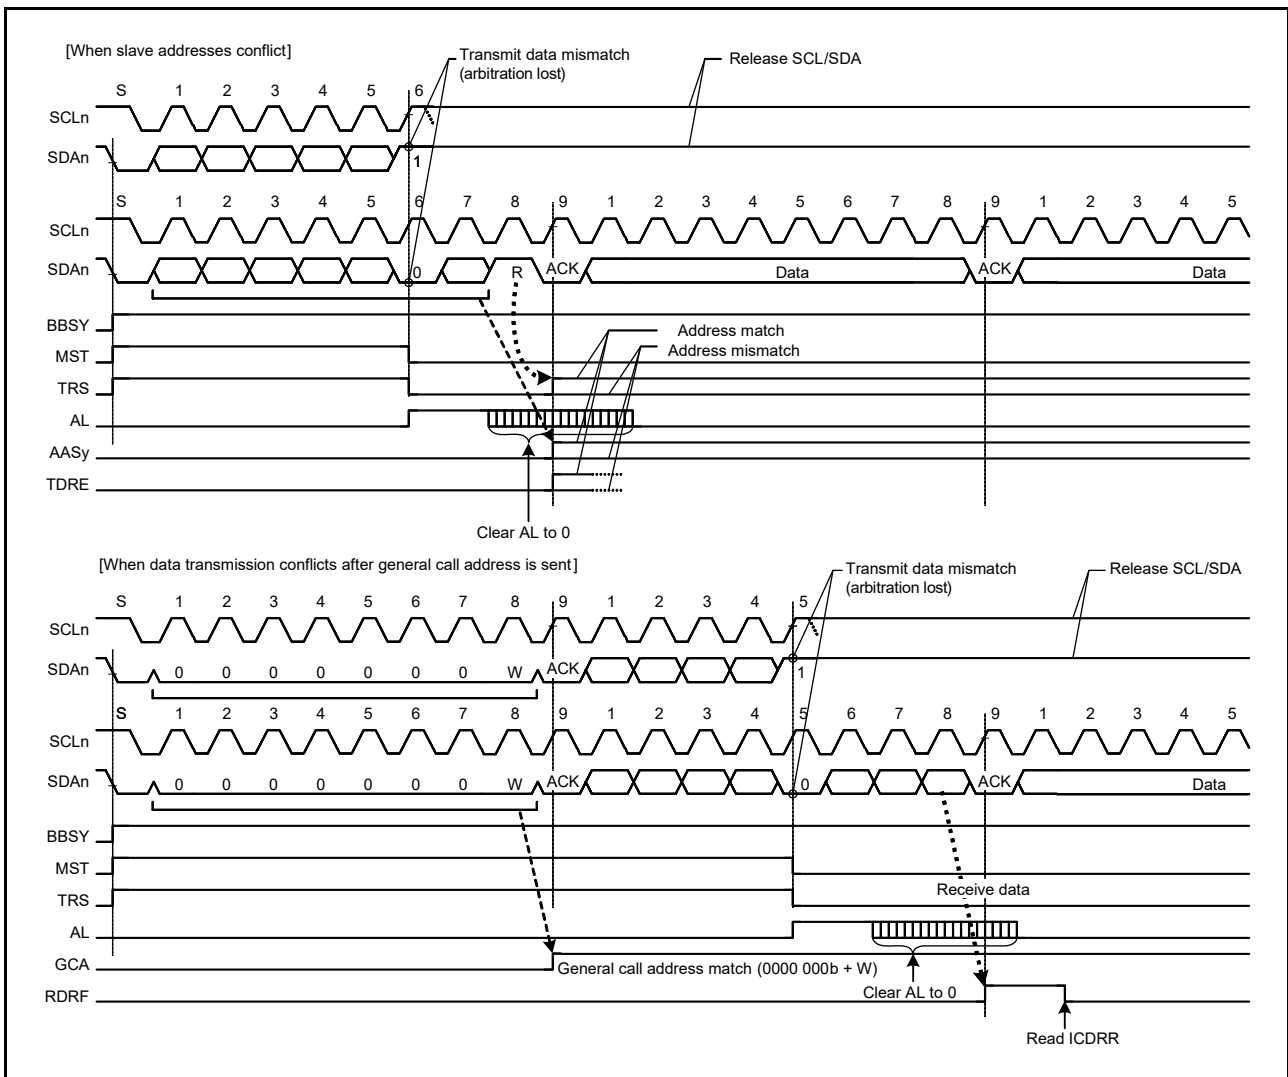 [When slave addresses conflict]
Transmit data mismatch
(arbitration lost)
Release SCL/SDA
S 1 2 3 4 5 6
SCLn
SDAn
1
S 1 2 3 4 5 6 7 8 9 1 2 3 4 5 6 7 8 9 1 2 3 4 5
SCLn
SDAn 0 R ACK Data ACK Data
BBSY
Address match
MST
Address mismatch
TRS
AL
AASy
TDRE
Clear AL to 0
[When data transmission conflicts after general call address is sent]
Transmit data mismatch
(arbitration lost)
Release SCL/SDA
S 1 2 3 4 5 6 7 8 9 1 2 3 4 5
SCLn
SDAn 0 0 0 0 0 0 0 W ACK 1
S 1 2 3 4 5 6 7 8 9 1 2 3 4 5 6 7 8 9 1 2 3 4 5
SCLn
SDAn 0 0 0 0 0 0 0 W ACK 0 ACK Data
BBSY
MST
Receive data
TRS
AL
GCA
General call address match (0000 000b + W)
Clear AL to 0
RDRF
Read ICDRR